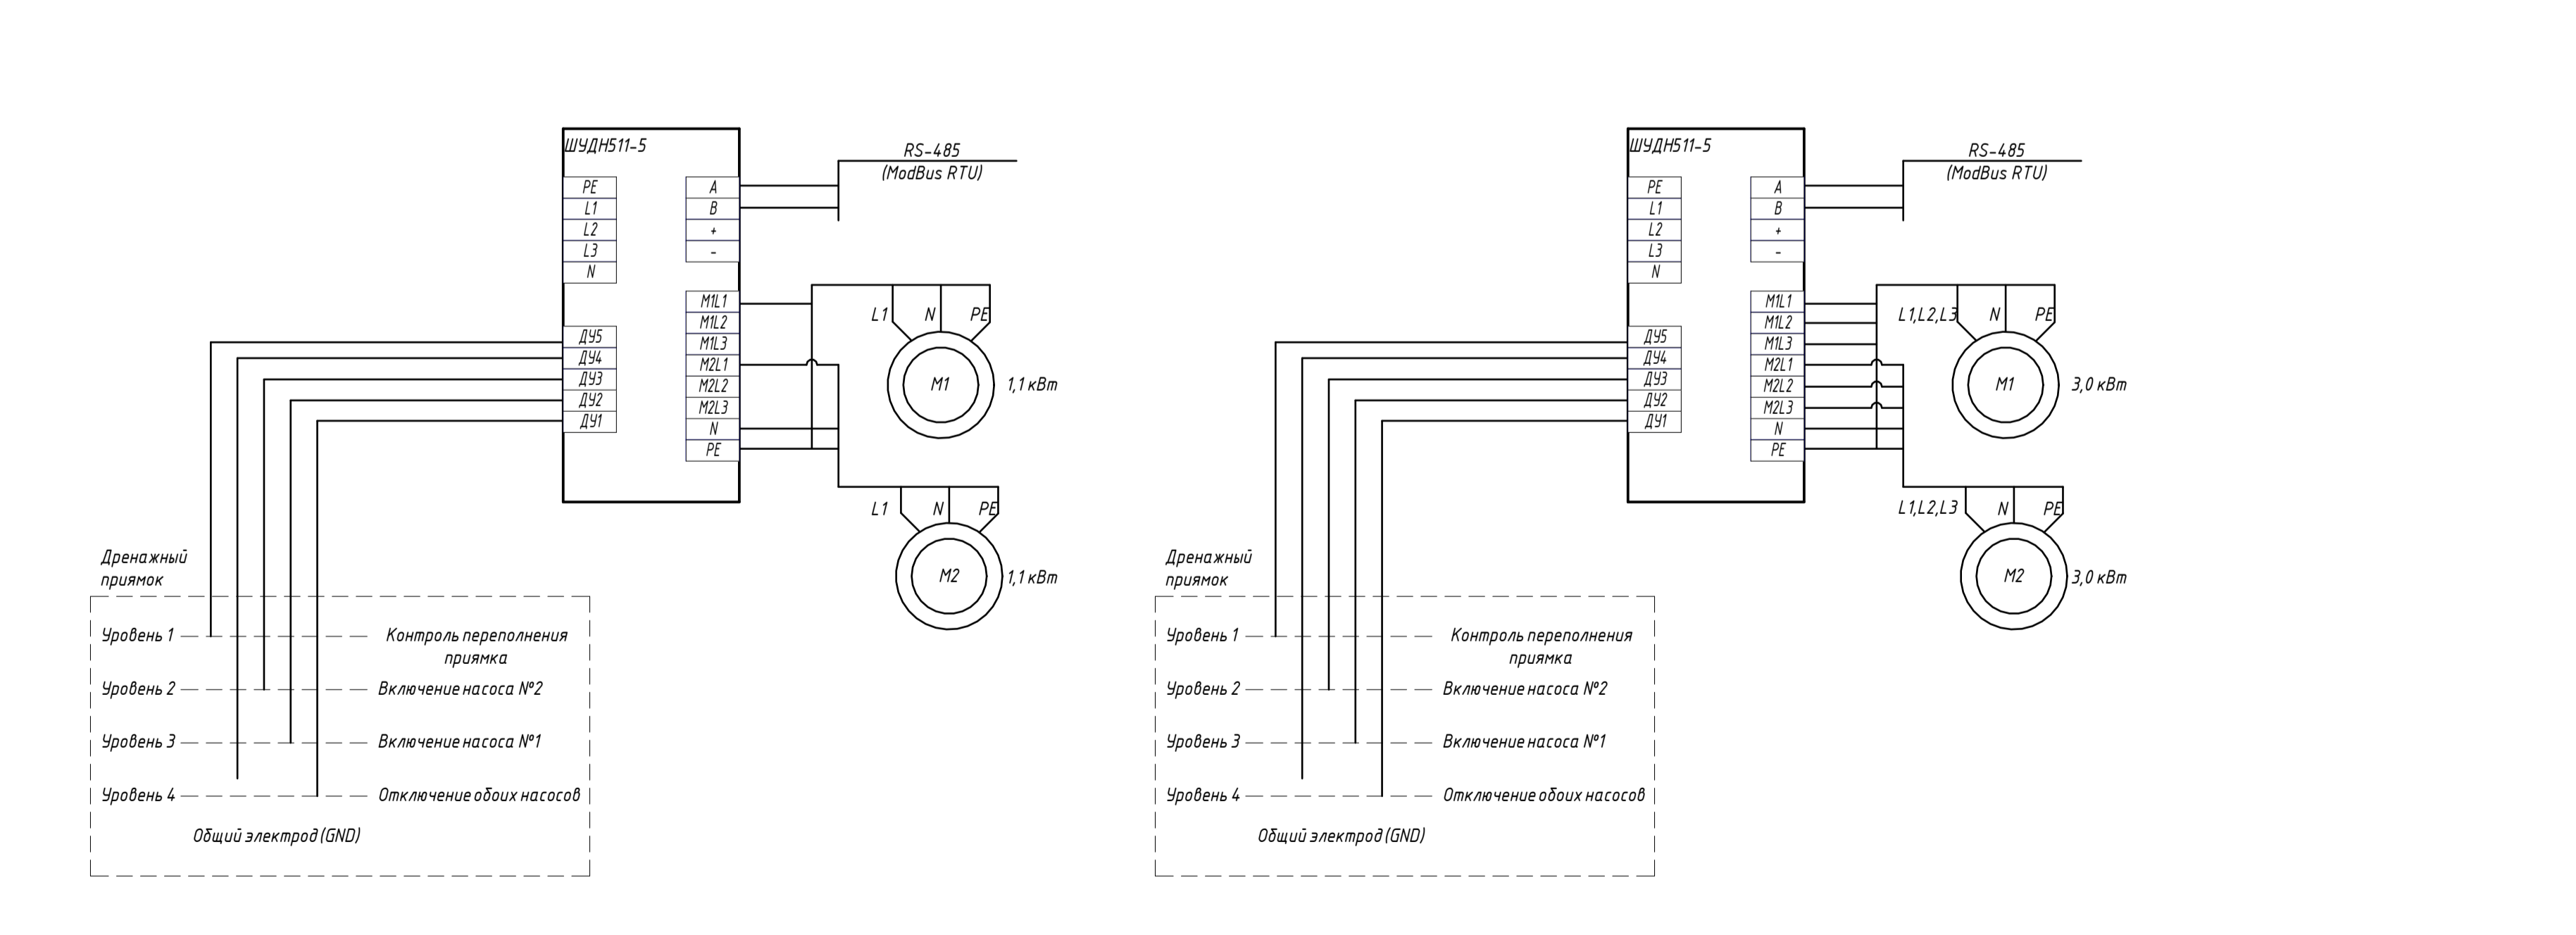 ШУДН511-5
PE
L1
L2
L3
N
ДУ5
ДУ4
ДУ3
ДУ2
ДУ1
A
B
+
-
M1L1
M1L2
M1L3
M2L1
M2L2
M2L3
N
PE
RS-485
(ModBus RTU)
L1 N PE
M1 1,1 кВт
L1 N PE
M2 1,1 кВт
Дренажный
приямок
Уровень 1 Контроль переполнения
приямка
Уровень 2 Включение насоса №2
Уровень 3 Включение насоса №1
Уровень 4 Отключение обоих насосов
Общий электрод (GND)
ШУДН511-5
PE
L1
L2
L3
N
ДУ5
ДУ4
ДУ3
ДУ2
ДУ1
A
B
+
-
M1L1
M1L2
M1L3
M2L1
M2L2
M2L3
N
PE
RS-485
(ModBus RTU)
L1,L2,L3 N PE
M1 3,0 кВт
L1,L2,L3 N PE
M2 3,0 кВт
Дренажный
приямок
Уровень 1 Контроль переполнения
приямка
Уровень 2 Включение насоса №2
Уровень 3 Включение насоса №1
Уровень 4 Отключение обоих насосов
Общий электрод (GND)